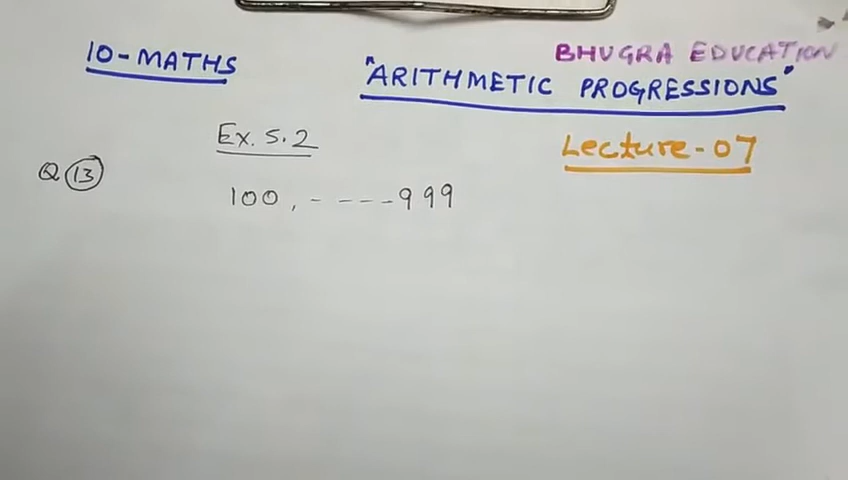 10-MATHS
BHUGRA EDUCATION
"ARITHMETIC PROGRESSIONS"
Ex. 5.2
Lecture-07
Q 13
100, - - - - 999